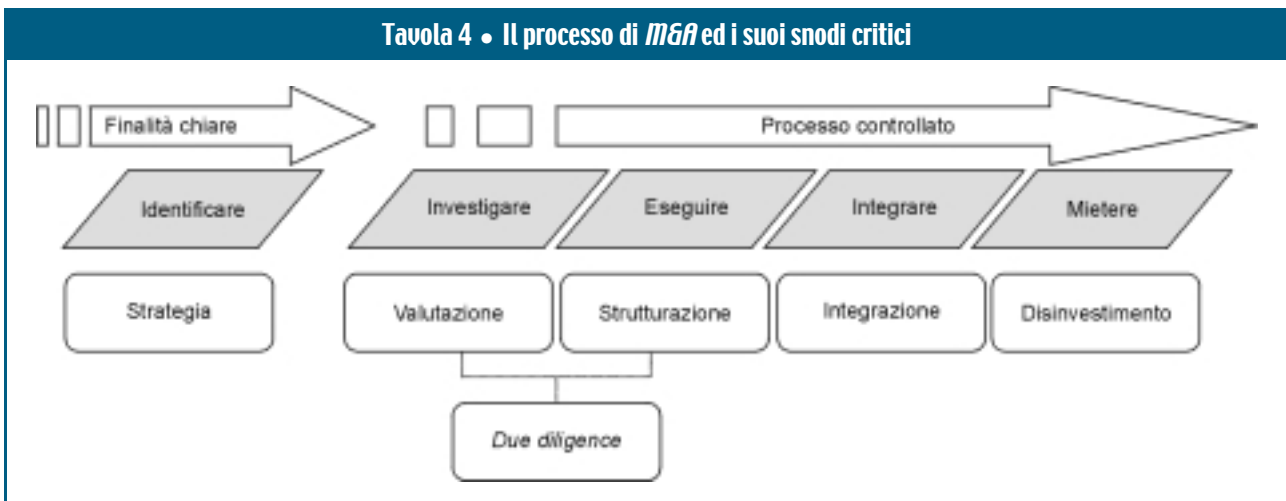 Tavola 4 • Il processo di M&A ed i suoi snodi critici
Finalità chiare
Processo controllato
Identificare
Investigare
Eseguire
Integrare
Mietere
Strategia
Valutazione
Strutturazione
Integrazione
Disinvestimento
Due diligence